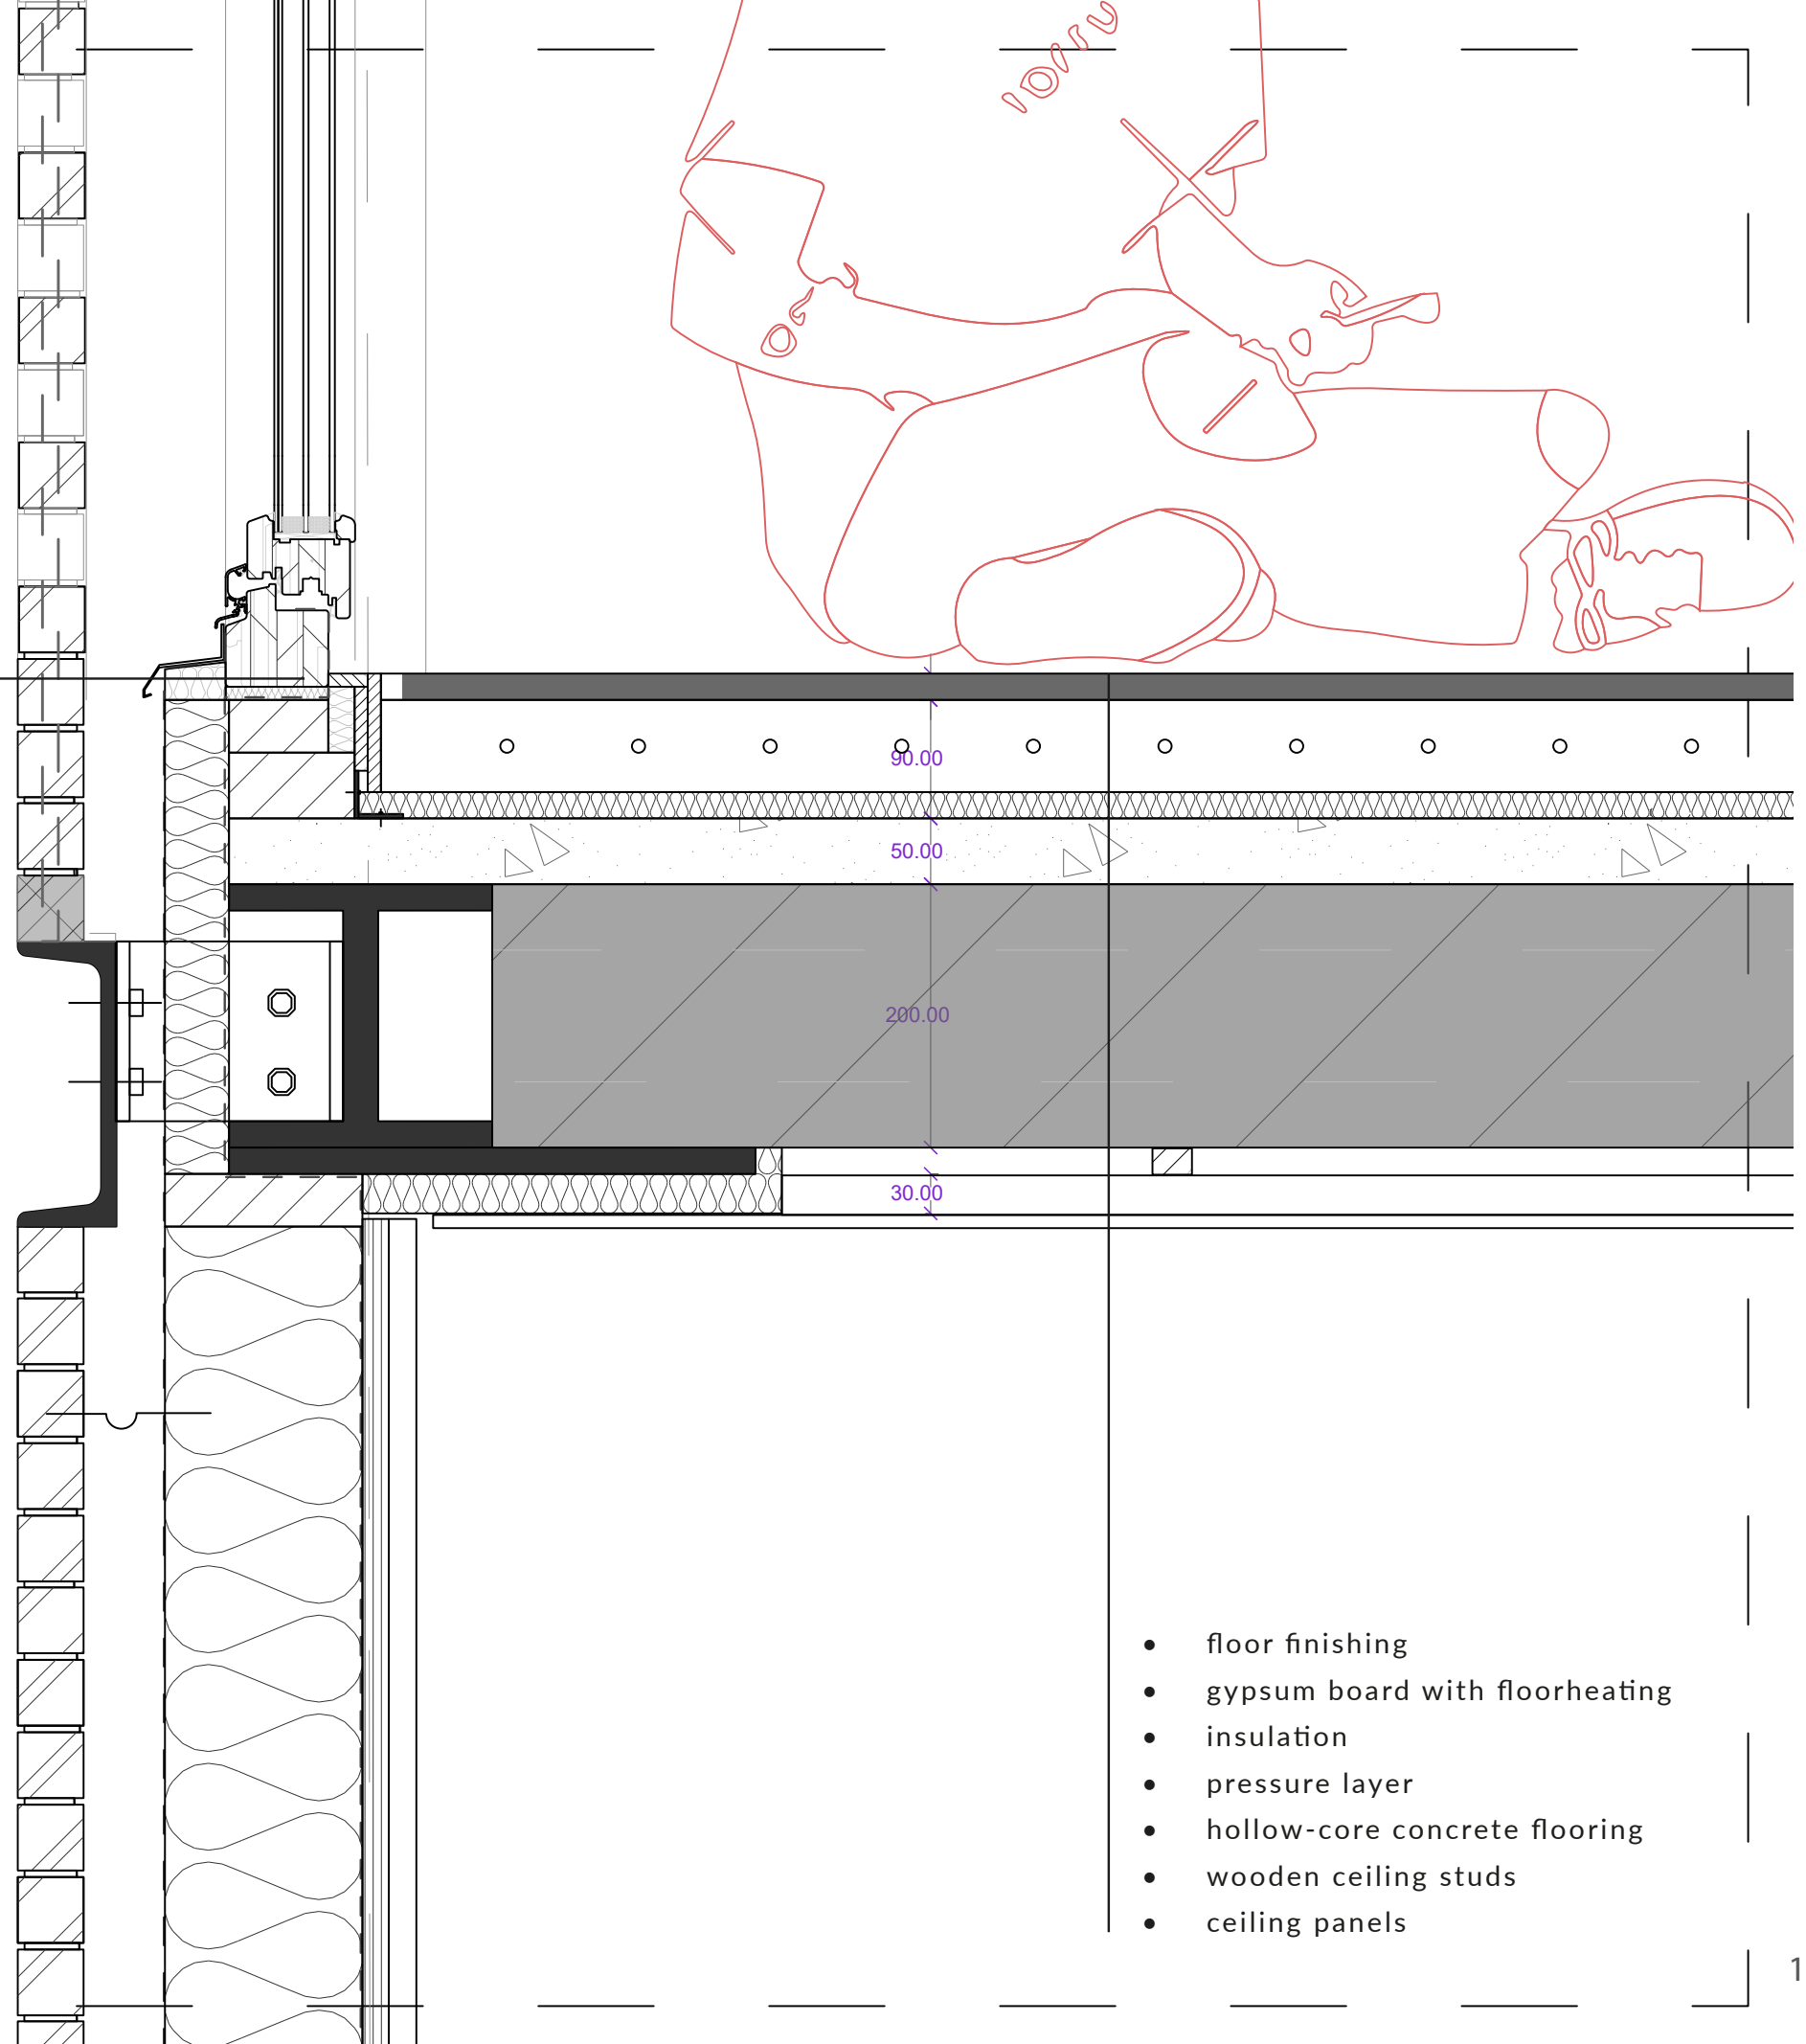 90.00
50.00
200.00
30.00
• floor finishing
• gypsum board with floorheating
• insulation
• pressure layer
• hollow-core concrete flooring
• wooden ceiling studs
• ceiling panels
1